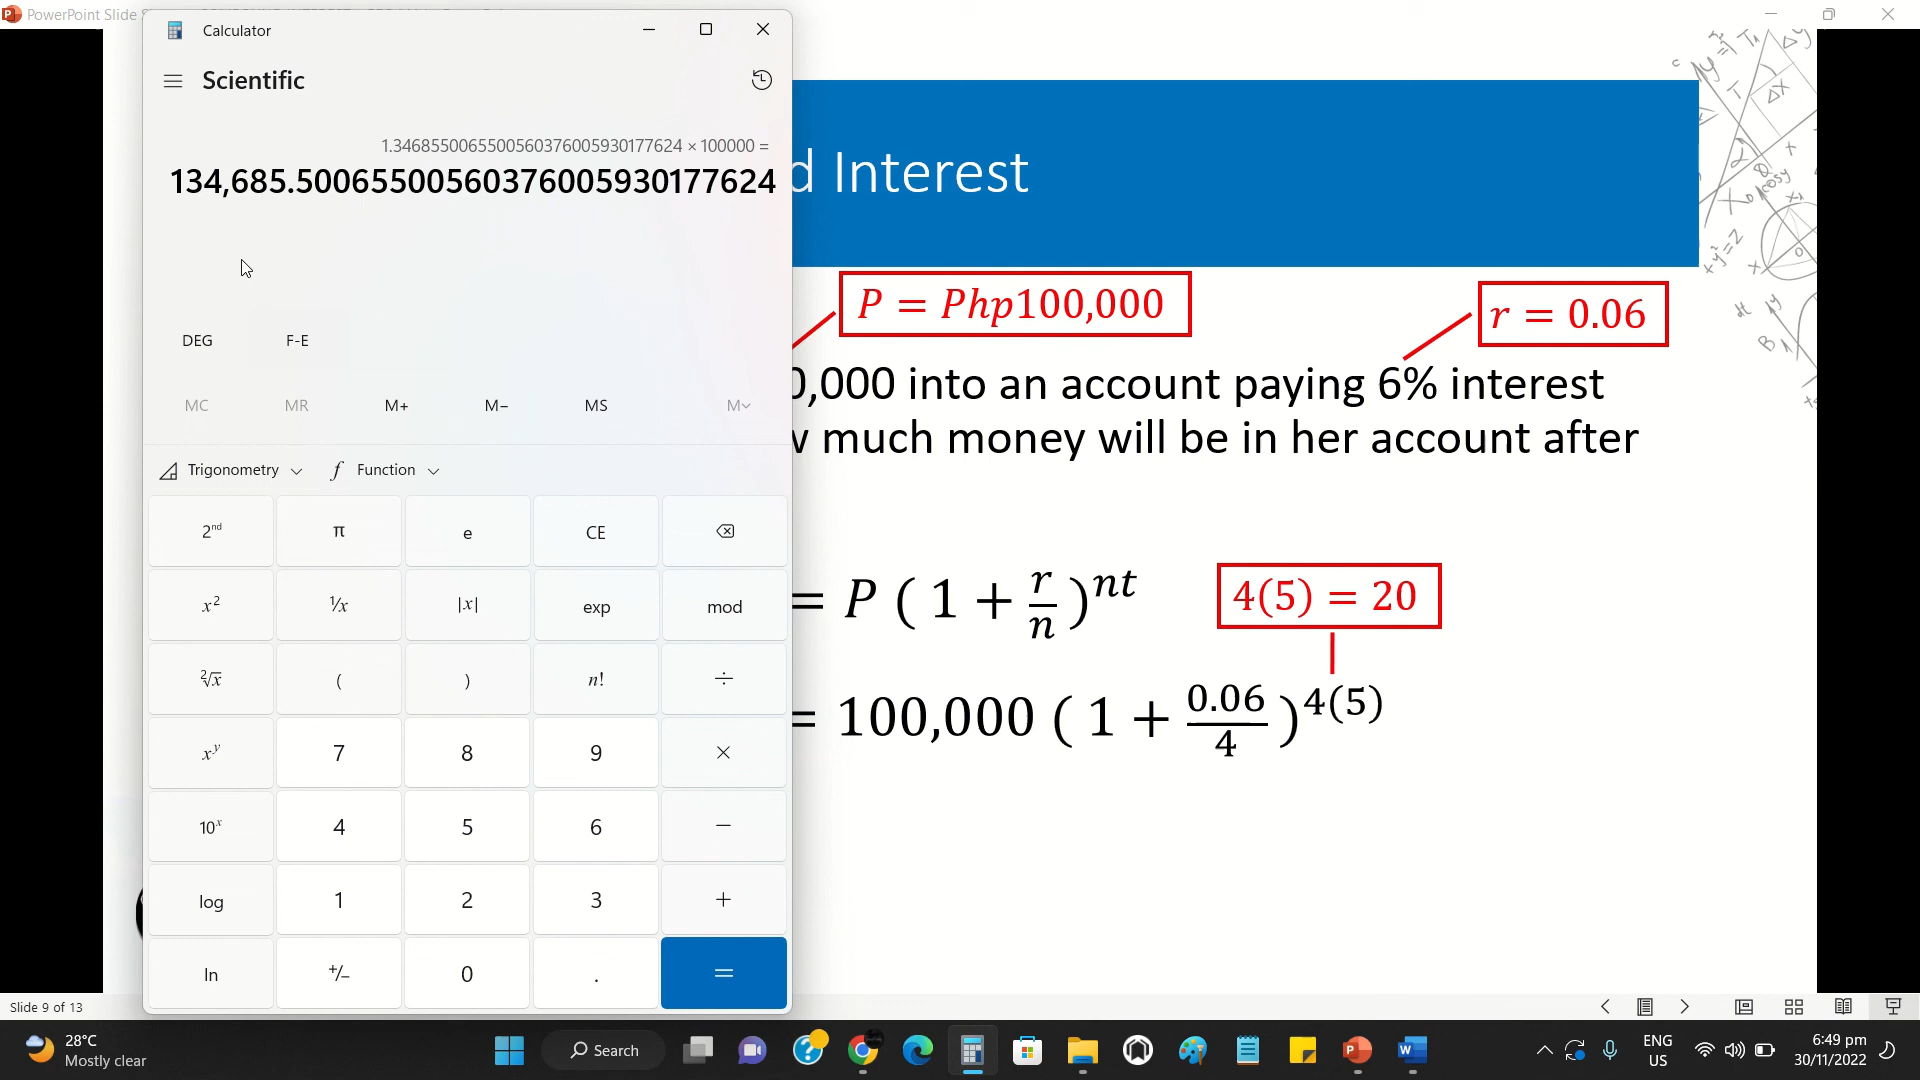 PowerPoint Slide
Calculator
Scientific
1.3468550065500560376005930177624 × 100000 =
134,685.50065500560376005930177624
DEG F-E
MC MR M+ M− MS M
Trigonometry f Function
2ⁿᵈ π e CE
x² ¹/x |x| exp mod
²√x ( ) n! ÷
xʸ 7 8 9 ×
10ˣ 4 5 6 −
log 1 2 3 +
ln +/− 0 . =
d Interest
P = Php100,000
r = 0.06
0,000 into an account paying 6% interest
much money will be in her account after
= P ( 1 + r/n )ⁿᵗ
4(5) = 20
= 100,000 ( 1 + 0.06/4 )⁴⁽⁵⁾
Slide 9 of 13
28°C
Mostly clear
Search
ENG
US
6:49 pm
30/11/2022